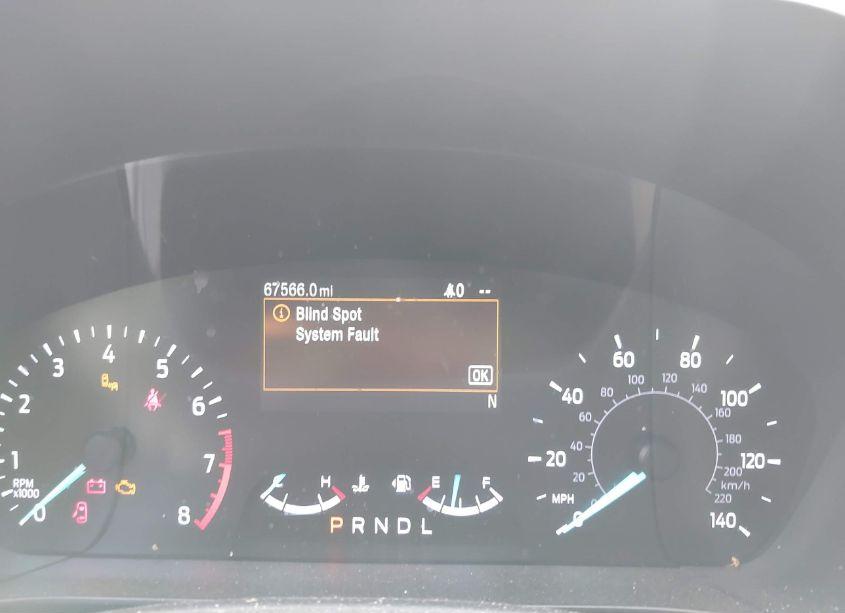 67566.0 mi 0 --
Blind Spot
System Fault
OK
N
1 2 3 4 5 6 7 8 0
RPM
x1000
C H E F
P R N D L
0 20 40 60 80 100 120 140
MPH
20 40 60 80 100 120 140 160 180 200 220
km/h